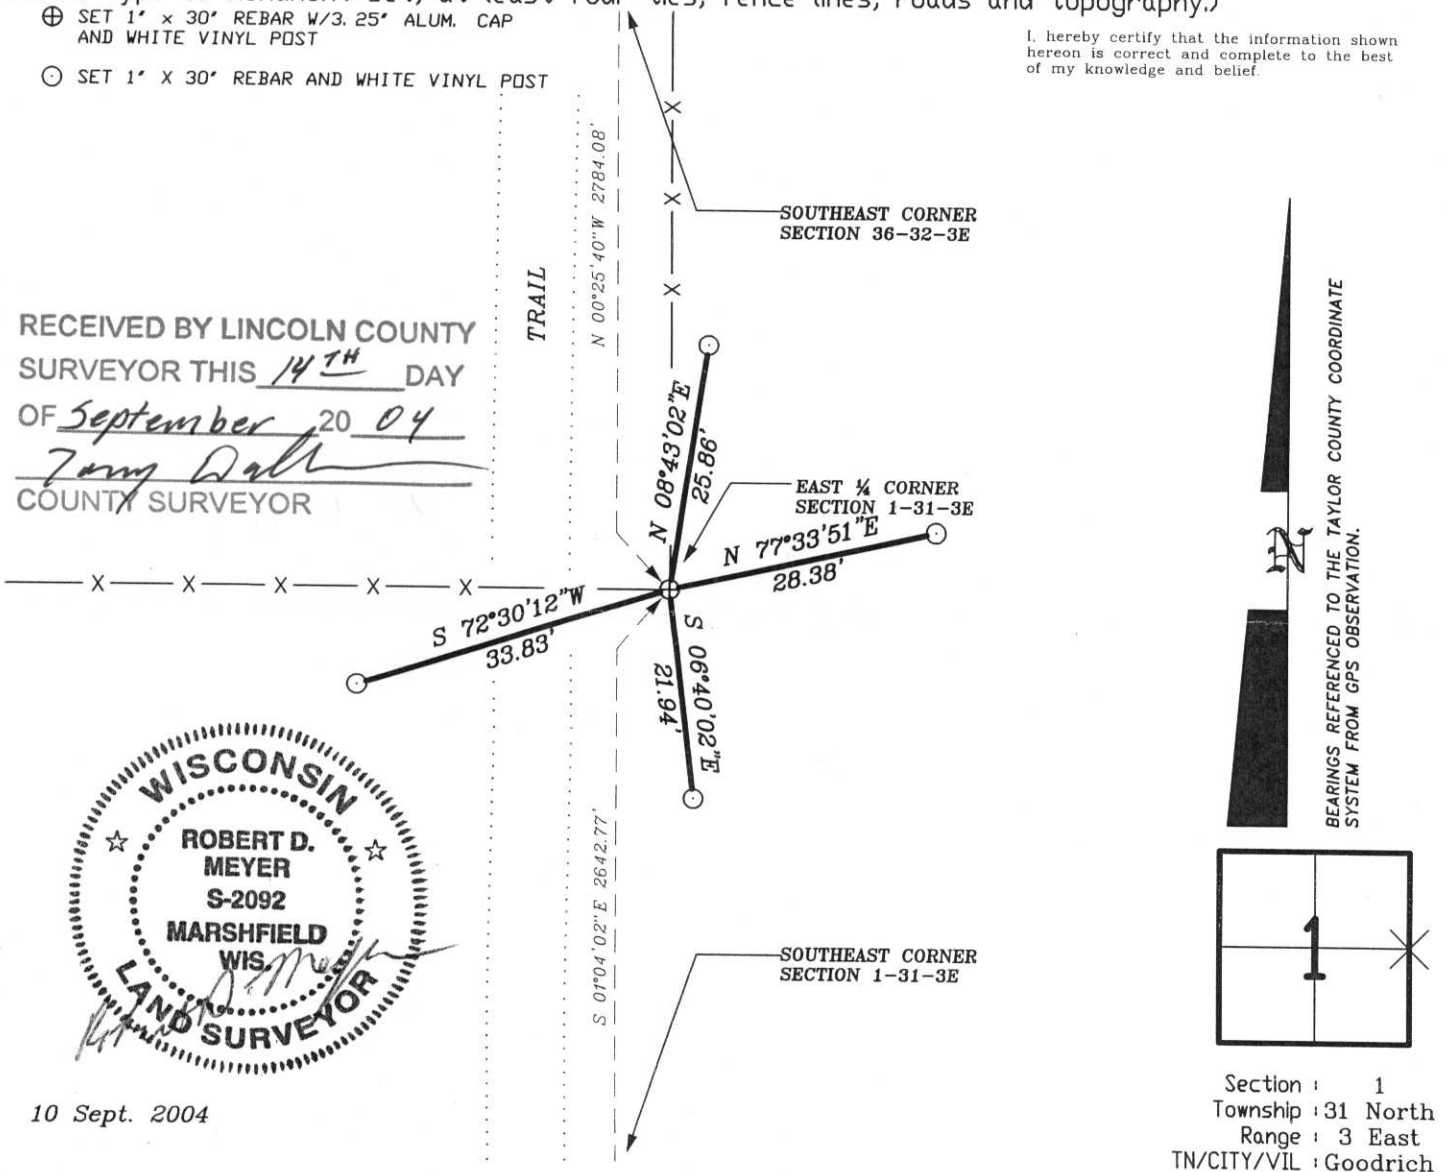 ⊕ SET 1" x 30" REBAR W/3.25" ALUM. CAP
AND WHITE VINYL POST
⊙ SET 1" X 30" REBAR AND WHITE VINYL POST
I, hereby certify that the information shown
hereon is correct and complete to the best
of my knowledge and belief.
SOUTHEAST CORNER
SECTION 36-32-3E
N 00°25'40"W 2784.08'
TRAIL
RECEIVED BY LINCOLN COUNTY
SURVEYOR THIS 14TH DAY
OF September 20 04
COUNTY SURVEYOR
N 08°43'02"E
25.86'
EAST ¼ CORNER
SECTION 1-31-3E
N 77°33'51"E
28.38'
S 72°30'12"W
33.83'
S 06°40'02"E
21.94'
N
BEARINGS REFERENCED TO THE TAYLOR COUNTY COORDINATE
SYSTEM FROM GPS OBSERVATION.
WISCONSIN
ROBERT D.
MEYER
S-2092
MARSHFIELD
WIS.
LAND SURVEYOR
S 01°04'02"E 2642.77'
SOUTHEAST CORNER
SECTION 1-31-3E
10 Sept. 2004
1
Section : 1
Township : 31 North
Range : 3 East
TN/CITY/VIL : Goodrich